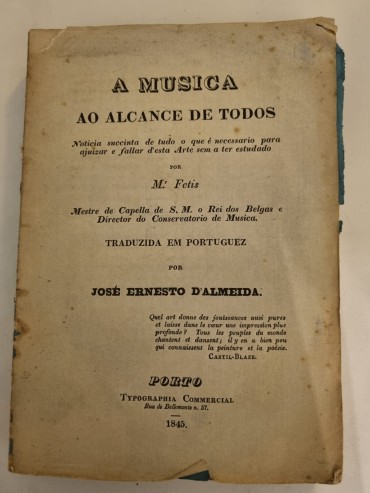 A MUSICA
AO ALCANCE DE TODOS
Noticia succinta de tudo o que é necessario para
ajuizar e fallar d'esta Arte sem a ter estudado
POR
M.r Fetis
Mestre de Capella de S. M. o Rei dos Belgas e
Director do Conservatorio de Musica.
TRADUZIDA EM PORTUGUEZ
POR
JOSÉ ERNESTO D'ALMEIDA.
Quel art donne des jouissances aussi pures
et laisse dans le cœur une impression plus
profonde? Tous les peuples du monde
chantent et dansent; il y en a bien peu
qui connaissent la peinture et la poésie.
CASTIL-BLAZE.
PORTO
TYPOGRAPHIA COMMERCIAL
Rua de Bellomonte n. 57.
1845.